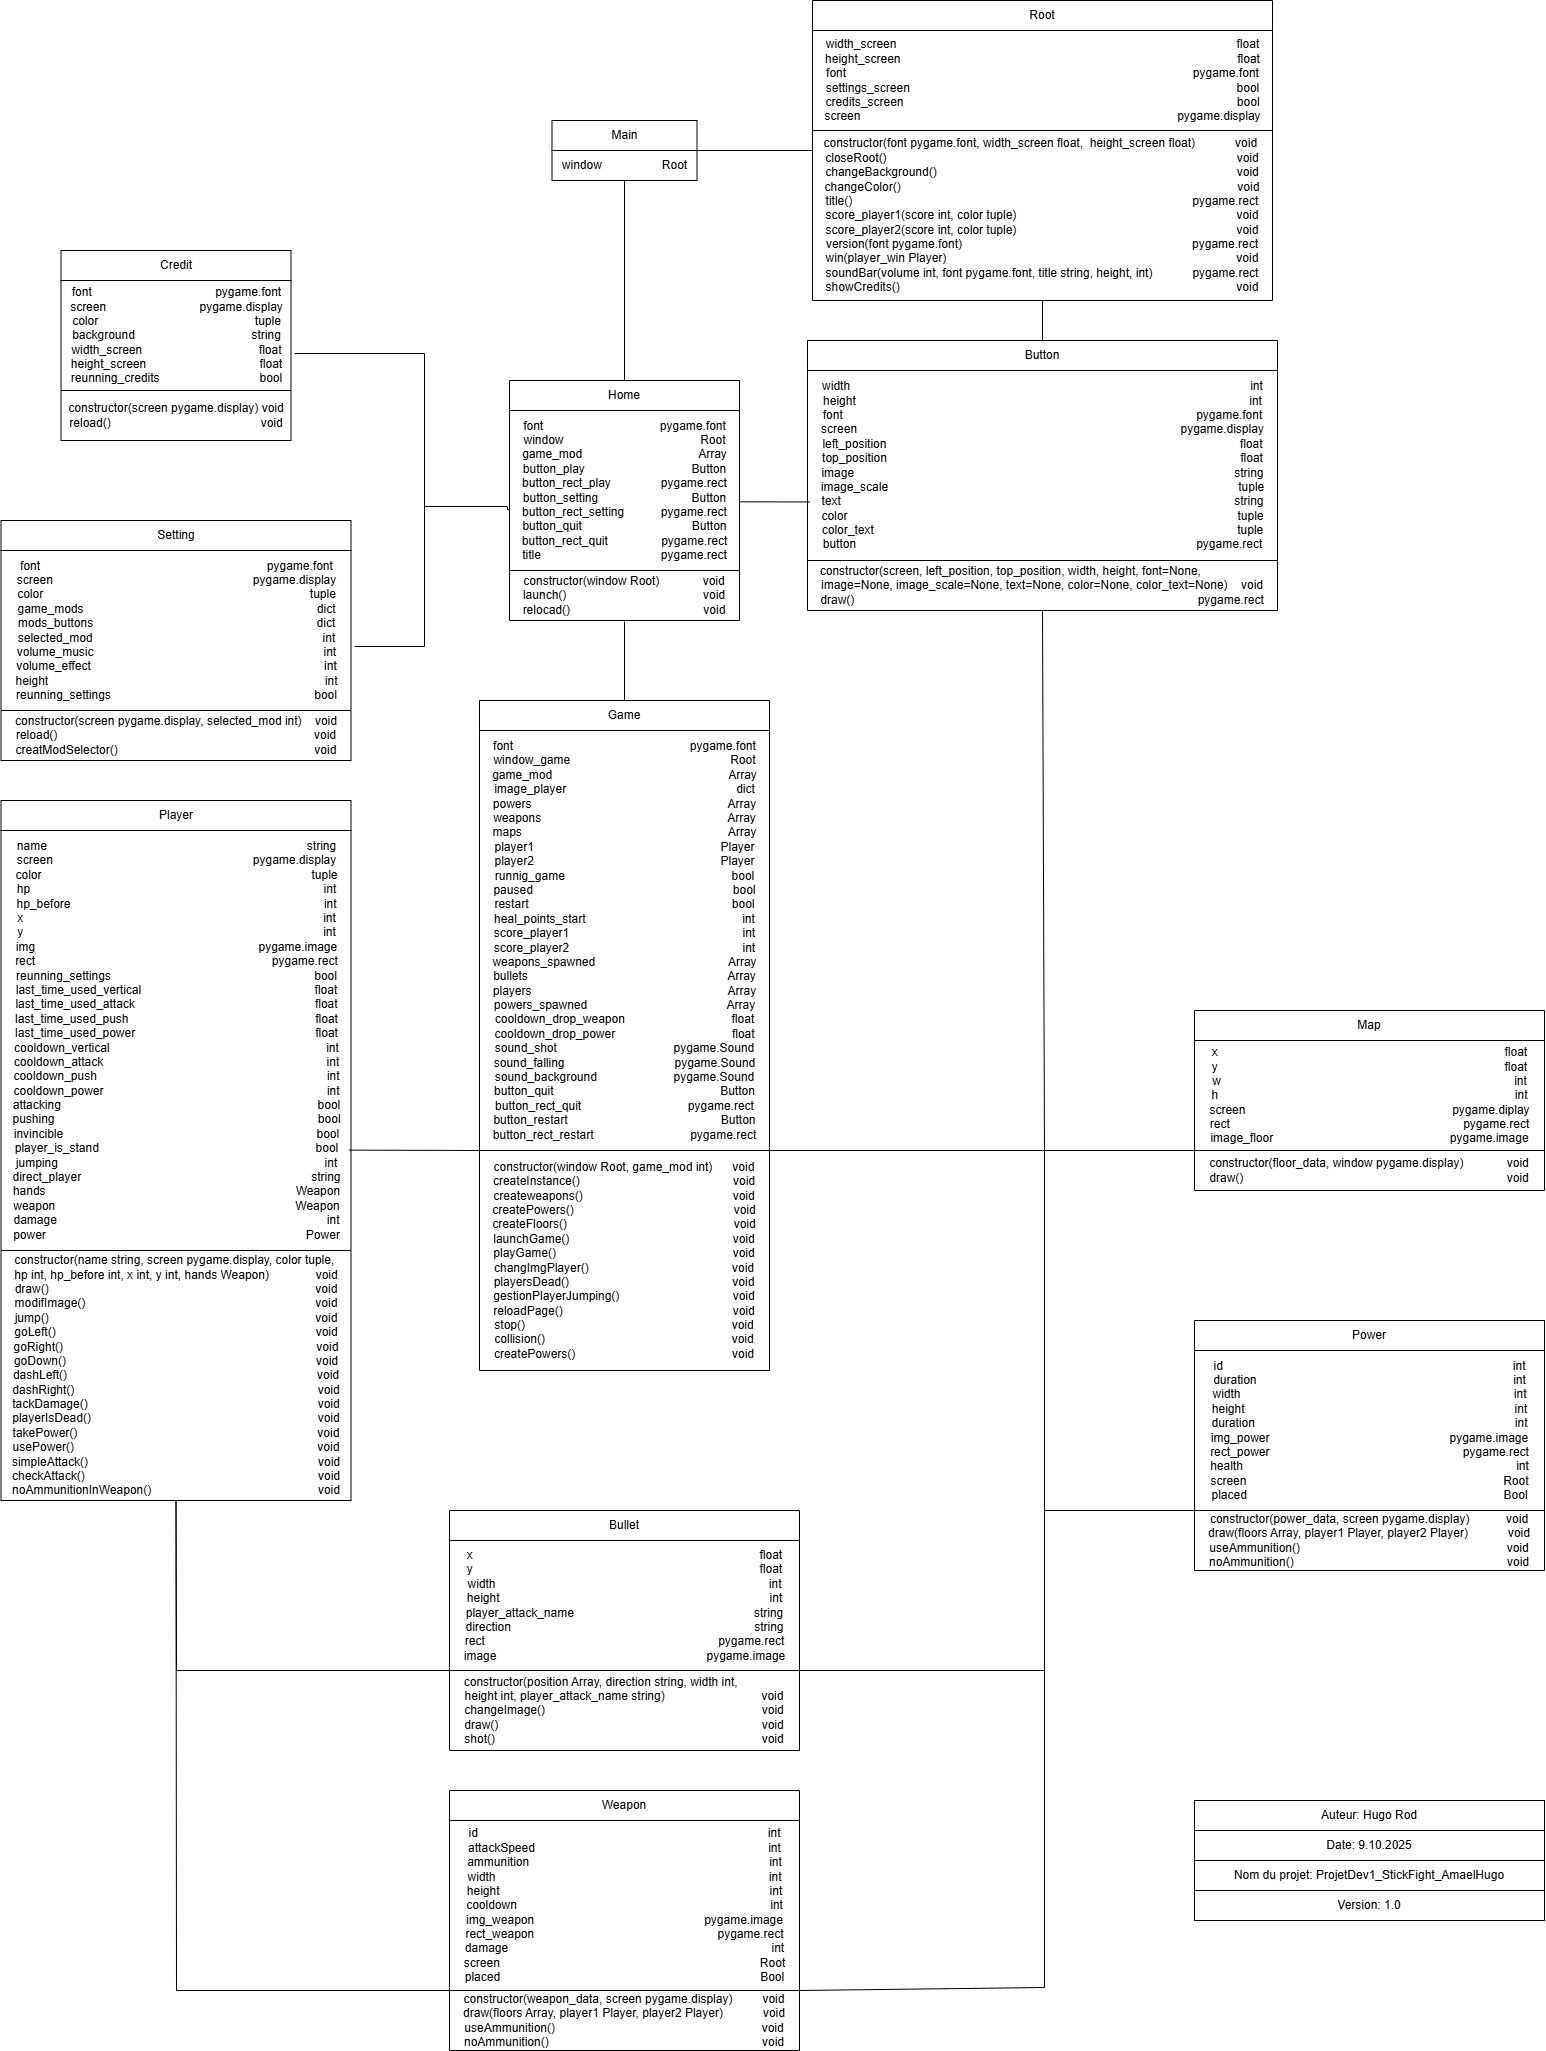 Root
width_screen float
height_screen float
font pygame.font
settings_screen bool
credits_screen bool
screen pygame.display
constructor(font pygame.font, width_screen float, height_screen float) void
closeRoot() void
changeBackground() void
changeColor() void
title() pygame.rect
score_player1(score int, color tuple) void
score_player2(score int, color tuple) void
version(font pygame.font) pygame.rect
win(player_win Player) void
soundBar(volume int, font pygame.font, title string, height, int) pygame.rect
showCredits() void
Main
window Root
Credit
font pygame.font
screen pygame.display
color tuple
background string
width_screen float
height_screen float
reunning_credits bool
constructor(screen pygame.display) void
reload() void
Home
font pygame.font
window Root
game_mod Array
button_play Button
button_rect_play pygame.rect
button_setting Button
button_rect_setting pygame.rect
button_quit Button
button_rect_quit pygame.rect
title pygame.rect
constructor(window Root) void
launch() void
relocad() void
Button
width int
height int
font pygame.font
screen pygame.display
left_position float
top_position float
image string
image_scale tuple
text string
color tuple
color_text tuple
button pygame.rect
constructor(screen, left_position, top_position, width, height, font=None,
image=None, image_scale=None, text=None, color=None, color_text=None) void
draw() pygame.rect
Setting
font pygame.font
screen pygame.display
color tuple
game_mods dict
mods_buttons dict
selected_mod int
volume_music int
volume_effect int
height int
reunning_settings bool
constructor(screen pygame.display, selected_mod int) void
reload() void
creatModSelector() void
Game
font pygame.font
window_game Root
game_mod Array
image_player dict
powers Array
weapons Array
maps Array
player1 Player
player2 Player
runnig_game bool
paused bool
restart bool
heal_points_start int
score_player1 int
score_player2 int
weapons_spawned Array
bullets Array
players Array
powers_spawned Array
cooldown_drop_weapon float
cooldown_drop_power float
sound_shot pygame.Sound
sound_falling pygame.Sound
sound_background pygame.Sound
button_quit Button
button_rect_quit pygame.rect
button_restart Button
button_rect_restart pygame.rect
constructor(window Root, game_mod int) void
createInstance() void
createweapons() void
createPowers() void
createFloors() void
launchGame() void
playGame() void
changImgPlayer() void
playersDead() void
gestionPlayerJumping() void
reloadPage() void
stop() void
collision() void
createPowers() void
Player
name string
screen pygame.display
color tuple
hp int
hp_before int
x int
y int
img pygame.image
rect pygame.rect
reunning_settings bool
last_time_used_vertical float
last_time_used_attack float
last_time_used_push float
last_time_used_power float
cooldown_vertical int
cooldown_attack int
cooldown_push int
cooldown_power int
attacking bool
pushing bool
invincible bool
player_is_stand bool
jumping int
direct_player string
hands Weapon
weapon Weapon
damage int
power Power
constructor(name string, screen pygame.display, color tuple,
hp int, hp_before int, x int, y int, hands Weapon) void
draw() void
modifImage() void
jump() void
goLeft() void
goRight() void
goDown() void
dashLeft() void
dashRight() void
tackDamage() void
playerIsDead() void
takePower() void
usePower() void
simpleAttack() void
checkAttack() void
noAmmunitionInWeapon() void
Map
x float
y float
w int
h int
screen pygame.diplay
rect pygame.rect
image_floor pygame.image
constructor(floor_data, window pygame.display) void
draw() void
Power
id int
duration int
width int
height int
duration int
img_power pygame.image
rect_power pygame.rect
health int
screen Root
placed Bool
constructor(power_data, screen pygame.display) void
draw(floors Array, player1 Player, player2 Player) void
useAmmunition() void
noAmmunition() void
Bullet
x float
y float
width int
height int
player_attack_name string
direction string
rect pygame.rect
image pygame.image
constructor(position Array, direction string, width int,
height int, player_attack_name string) void
changeImage() void
draw() void
shot() void
Weapon
id int
attackSpeed int
ammunition int
width int
height int
cooldown int
img_weapon pygame.image
rect_weapon pygame.rect
damage int
screen Root
placed Bool
constructor(weapon_data, screen pygame.display) void
draw(floors Array, player1 Player, player2 Player) void
useAmmunition() void
noAmmunition() void
Auteur: Hugo Rod
Date: 9.10.2025
Nom du projet: ProjetDev1_StickFight_AmaelHugo
Version: 1.0